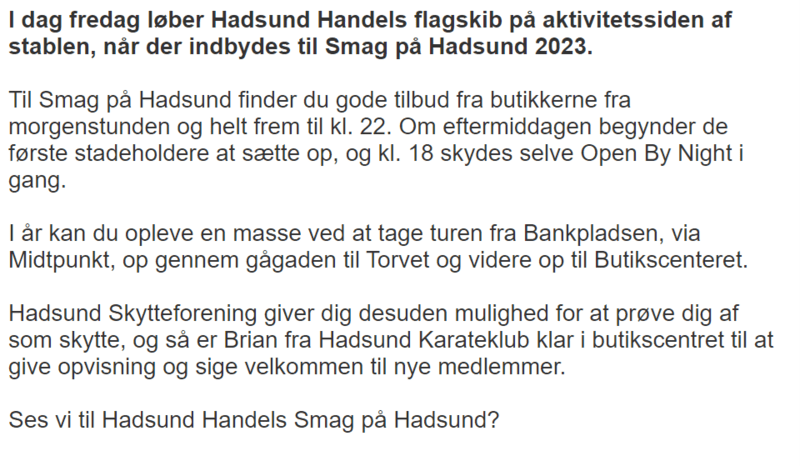 I dag fredag løber Hadsund Handels flagskib på aktivitetssiden af
stablen, når der indbydes til Smag på Hadsund 2023.
Til Smag på Hadsund finder du gode tilbud fra butikkerne fra
morgenstunden og helt frem til kl. 22. Om eftermiddagen begynder de
første stadeholdere at sætte op, og kl. 18 skydes selve Open By Night i
gang.
I år kan du opleve en masse ved at tage turen fra Bankpladsen, via
Midtpunkt, op gennem gågaden til Torvet og videre op til Butikscenteret.
Hadsund Skytteforening giver dig desuden mulighed for at prøve dig af
som skytte, og så er Brian fra Hadsund Karateklub klar i butikscentret til at
give opvisning og sige velkommen til nye medlemmer.
Ses vi til Hadsund Handels Smag på Hadsund?